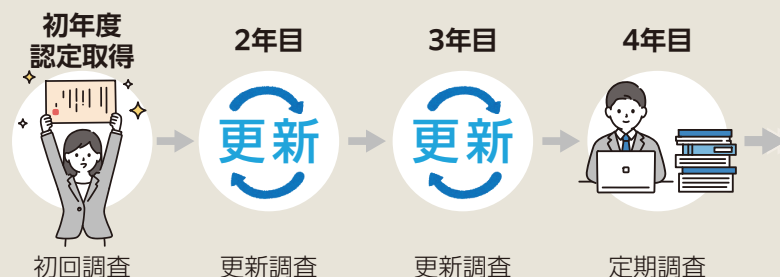 初年度
認定取得
2年目
3年目
4年目
更新
更新
初回調査
更新調査
更新調査
定期調査